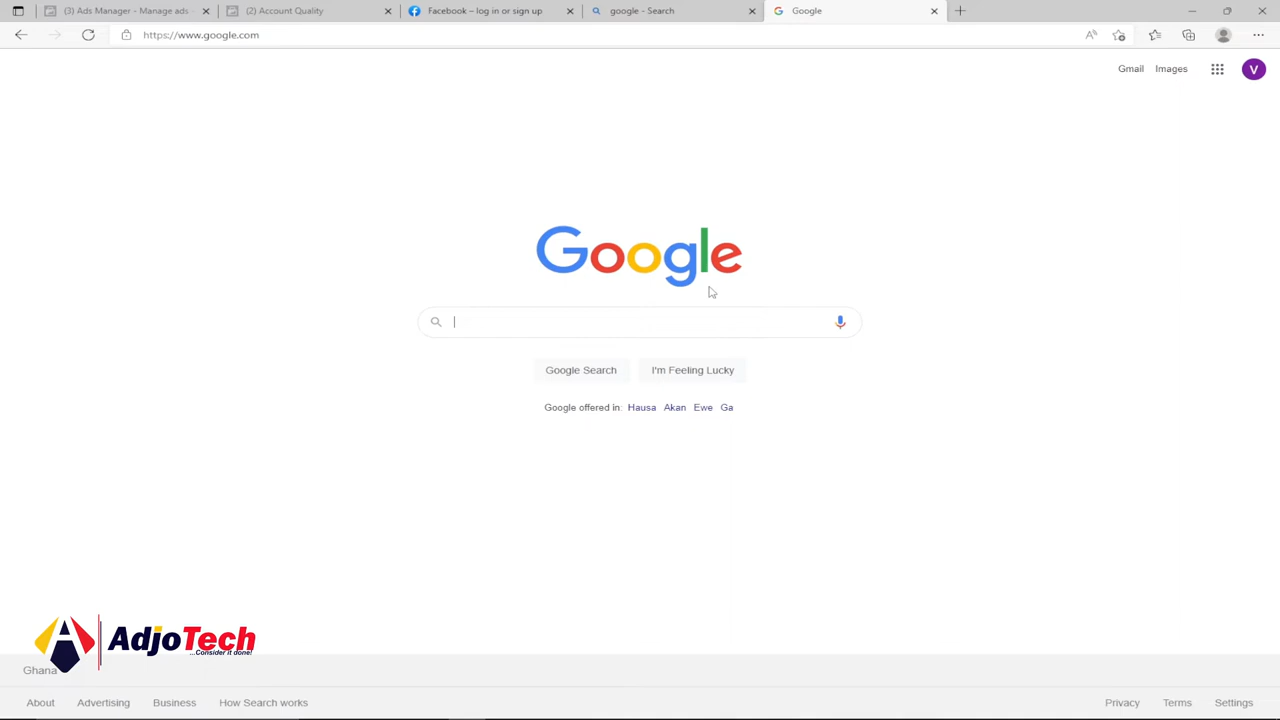 (3) Ads Manager - Manage ads -
(2) Account Quality
Facebook – log in or sign up
google - Search
Google
https://www.google.com
Gmail Images
V
Google
Google Search
I'm Feeling Lucky
Google offered in: Hausa Akan Ewe Ga
AdjoTech
...Consider it done!
Ghana
About Advertising Business How Search works
Privacy Terms Settings